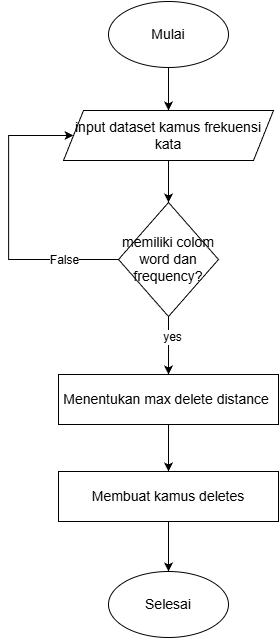 Mulai
input dataset kamus frekuensi
kata
memiliki colom
word dan
frequency?
False
yes
Menentukan max delete distance
Membuat kamus deletes
Selesai